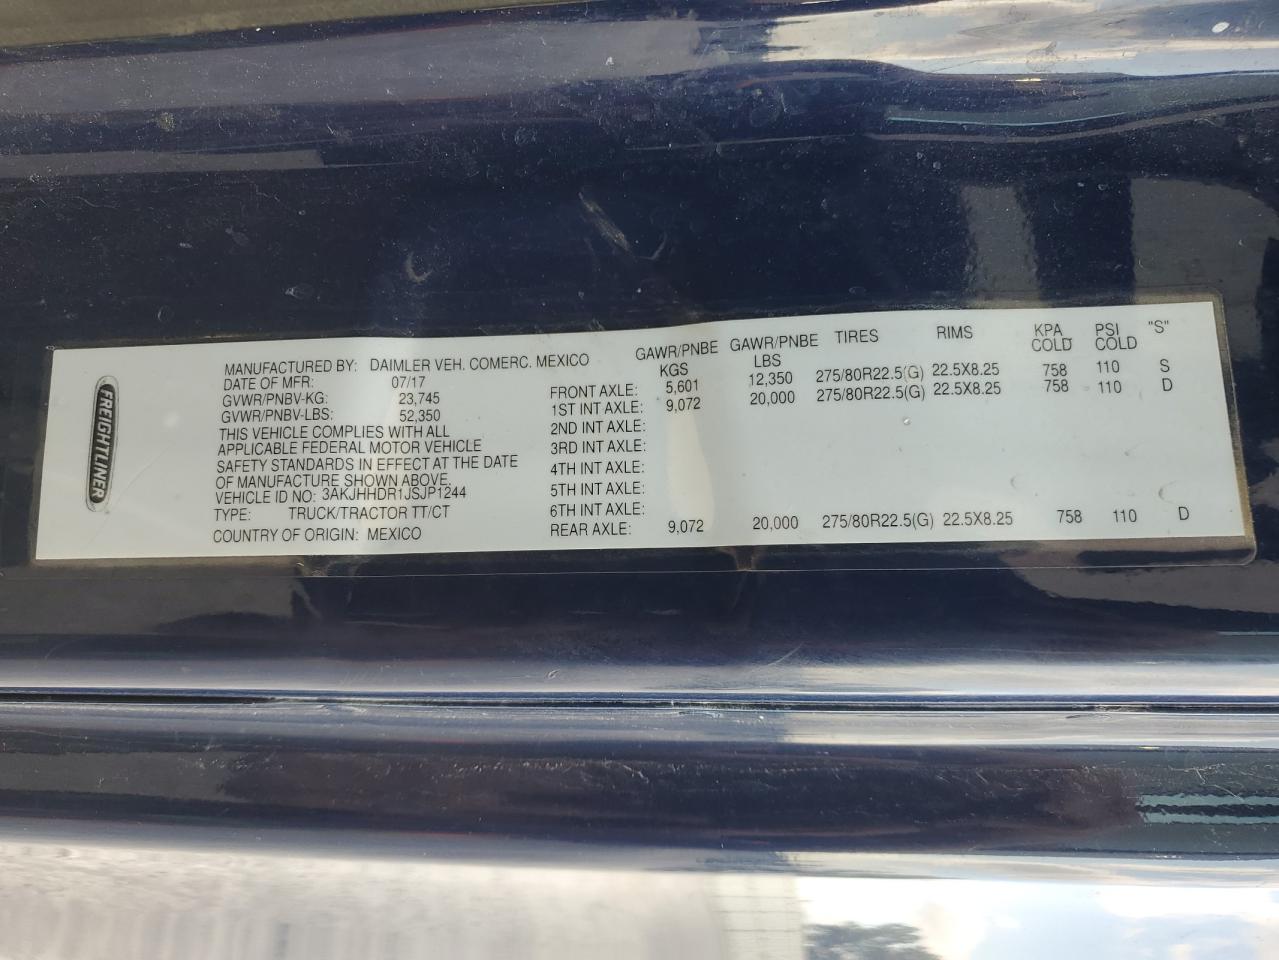 FREIGHTLINER
MANUFACTURED BY: DAIMLER VEH. COMERC. MEXICO
DATE OF MFR: 07/17
GVWR/PNBV-KG: 23,745
GVWR/PNBV-LBS: 52,350
THIS VEHICLE COMPLIES WITH ALL
APPLICABLE FEDERAL MOTOR VEHICLE
SAFETY STANDARDS IN EFFECT AT THE DATE
OF MANUFACTURE SHOWN ABOVE.
VEHICLE ID NO: 3AKJHHDR1JSJP1244
TYPE: TRUCK/TRACTOR TT/CT
COUNTRY OF ORIGIN: MEXICO
GAWR/PNBE GAWR/PNBE TIRES RIMS KPA PSI "S"
KGS LBS COLD COLD
FRONT AXLE: 5,601 12,350 275/80R22.5(G) 22.5X8.25 758 110 S
1ST INT AXLE: 9,072 20,000 275/80R22.5(G) 22.5X8.25 758 110 D
2ND INT AXLE:
3RD INT AXLE:
4TH INT AXLE:
5TH INT AXLE:
6TH INT AXLE:
REAR AXLE: 9,072 20,000 275/80R22.5(G) 22.5X8.25 758 110 D